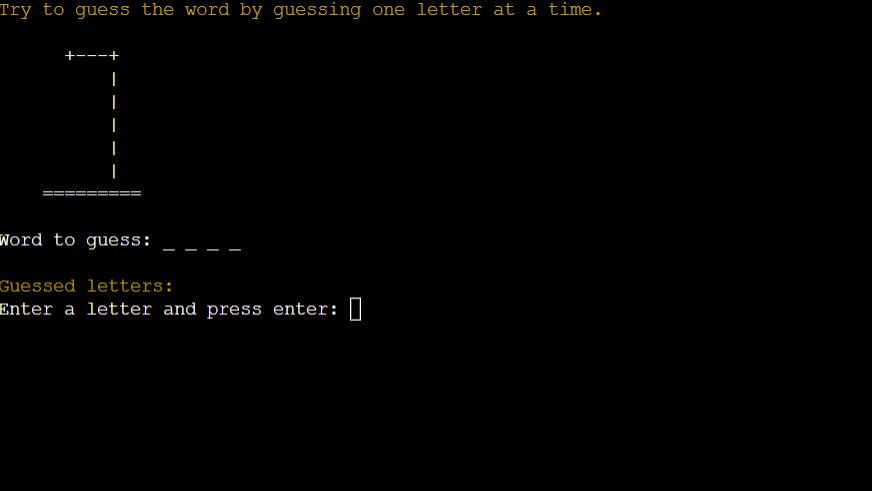 Try to guess the word by guessing one letter at a time.
+---+
|
|
|
|
|
=========
Word to guess: _ _ _ _
Guessed letters:
Enter a letter and press enter: